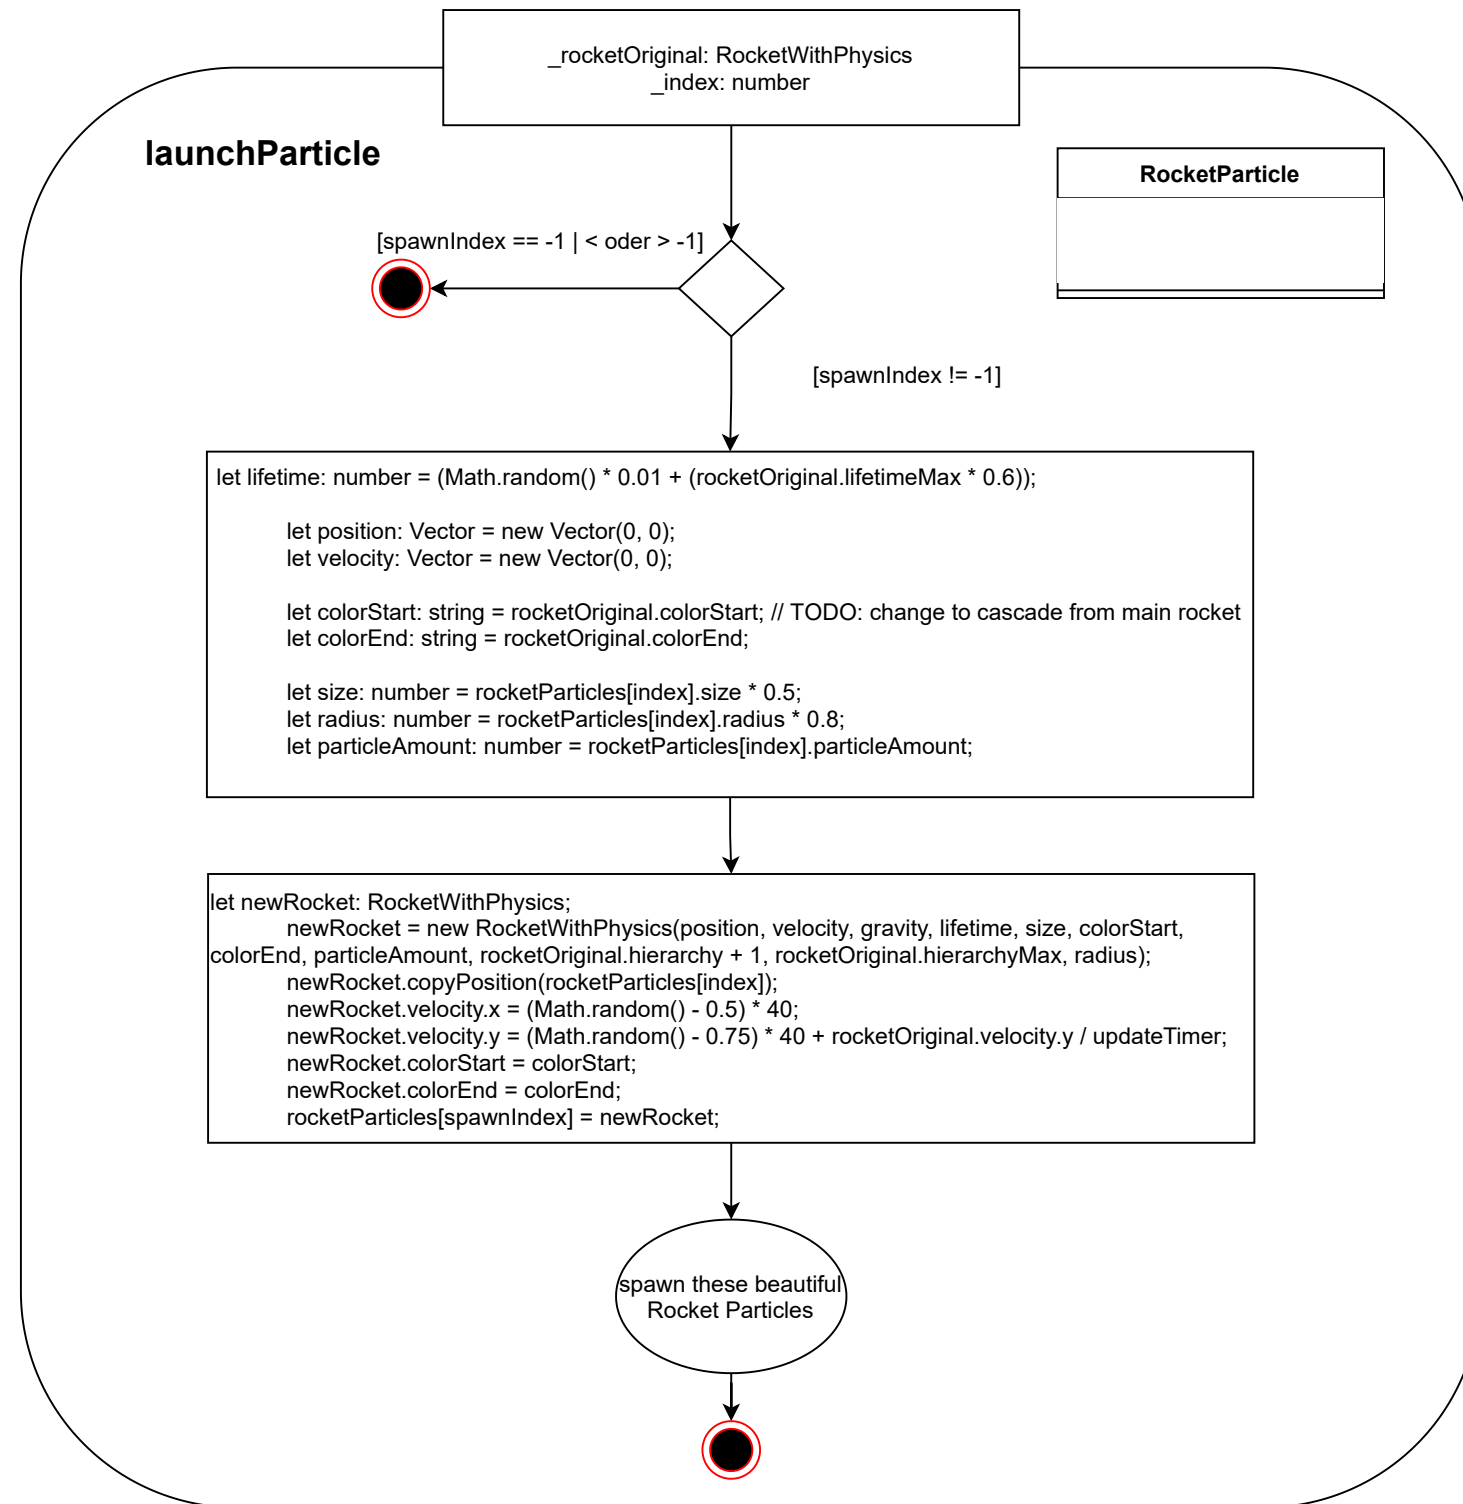 _rocketOriginal: RocketWithPhysics
_index: number
launchParticle
RocketParticle
[spawnIndex == -1 | < oder > -1]
[spawnIndex != -1]
let lifetime: number = (Math.random() * 0.01 + (rocketOriginal.lifetimeMax * 0.6));
let position: Vector = new Vector(0, 0);
let velocity: Vector = new Vector(0, 0);
let colorStart: string = rocketOriginal.colorStart; // TODO: change to cascade from main rocket
let colorEnd: string = rocketOriginal.colorEnd;
let size: number = rocketParticles[index].size * 0.5;
let radius: number = rocketParticles[index].radius * 0.8;
let particleAmount: number = rocketParticles[index].particleAmount;
let newRocket: RocketWithPhysics;
newRocket = new RocketWithPhysics(position, velocity, gravity, lifetime, size, colorStart,
colorEnd, particleAmount, rocketOriginal.hierarchy + 1, rocketOriginal.hierarchyMax, radius);
newRocket.copyPosition(rocketParticles[index]);
newRocket.velocity.x = (Math.random() - 0.5) * 40;
newRocket.velocity.y = (Math.random() - 0.75) * 40 + rocketOriginal.velocity.y / updateTimer;
newRocket.colorStart = colorStart;
newRocket.colorEnd = colorEnd;
rocketParticles[spawnIndex] = newRocket;
spawn these beautiful
Rocket Particles